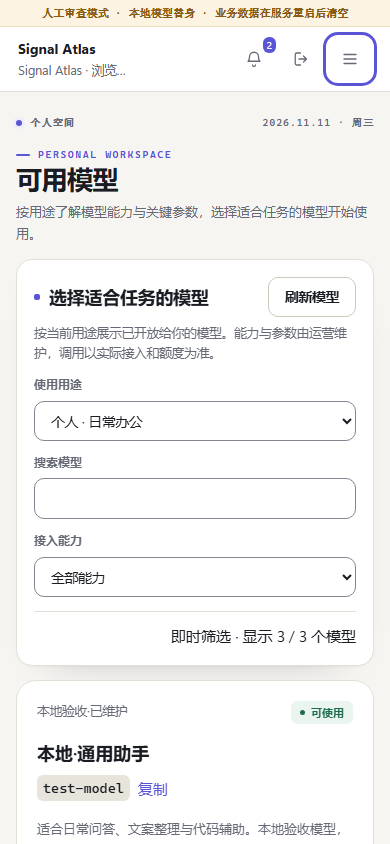 人工审查模式 · 本地模型替身 · 业务数据在服务重启后清空
Signal Atlas
Signal Atlas · 浏览…
2
个人空间
2026.11.11 · 周三
PERSONAL WORKSPACE
可用模型
按用途了解模型能力与关键参数，选择适合任务的模型开始使
用。
选择适合任务的模型
刷新模型
按当前用途展示已开放给你的模型。能力与参数由运营维
护，调用以实际接入和额度为准。
使用用途
个人 · 日常办公
搜索模型
接入能力
全部能力
即时筛选 · 显示 3 / 3 个模型
本地验收·已维护
可使用
本地·通用助手
test-model
复制
适合日常问答、文案整理与代码辅助。本地验收模型，